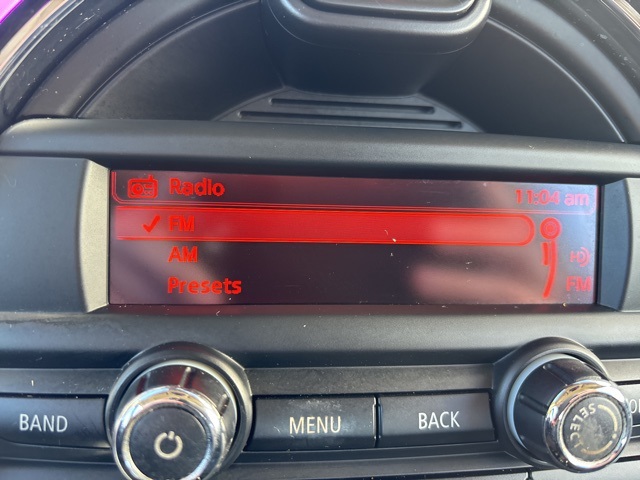 Radio
11:04 am
FM
AM
Presets
FM
BAND
MENU
BACK
SELECT